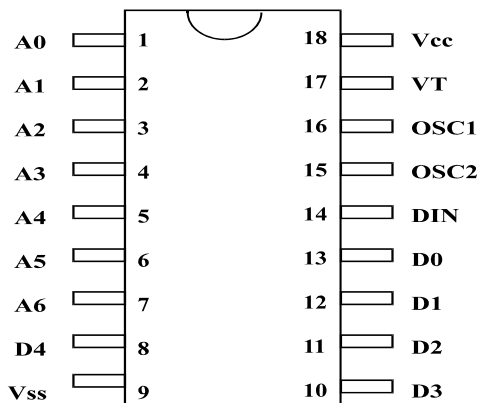 A0 1 18 Vcc
A1 2 17 VT
A2 3 16 OSC1
A3 4 15 OSC2
A4 5 14 DIN
A5 6 13 D0
A6 7 12 D1
D4 8 11 D2
Vss 9 10 D3